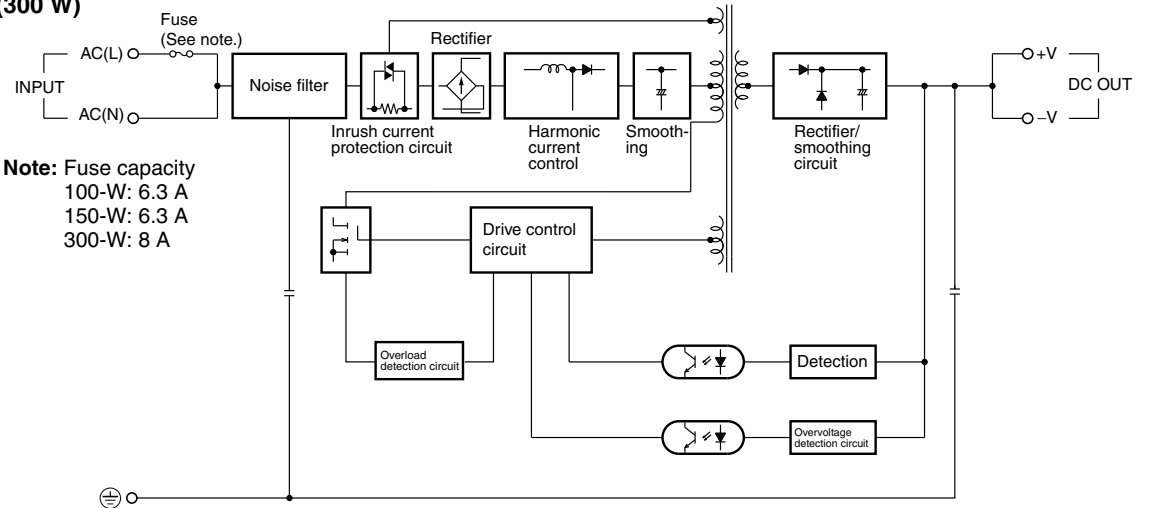 (300 W)
Fuse
(See note.)
Rectifier
AC(L)
INPUT
AC(N)
Noise filter
Inrush current
protection circuit
Harmonic
current
control
Smooth-
ing
Rectifier/
smoothing
circuit
+V
DC OUT
–V
Note: Fuse capacity
100-W: 6.3 A
150-W: 6.3 A
300-W: 8 A
Drive control
circuit
Overload
detection circuit
Detection
Overvoltage
detection circuit